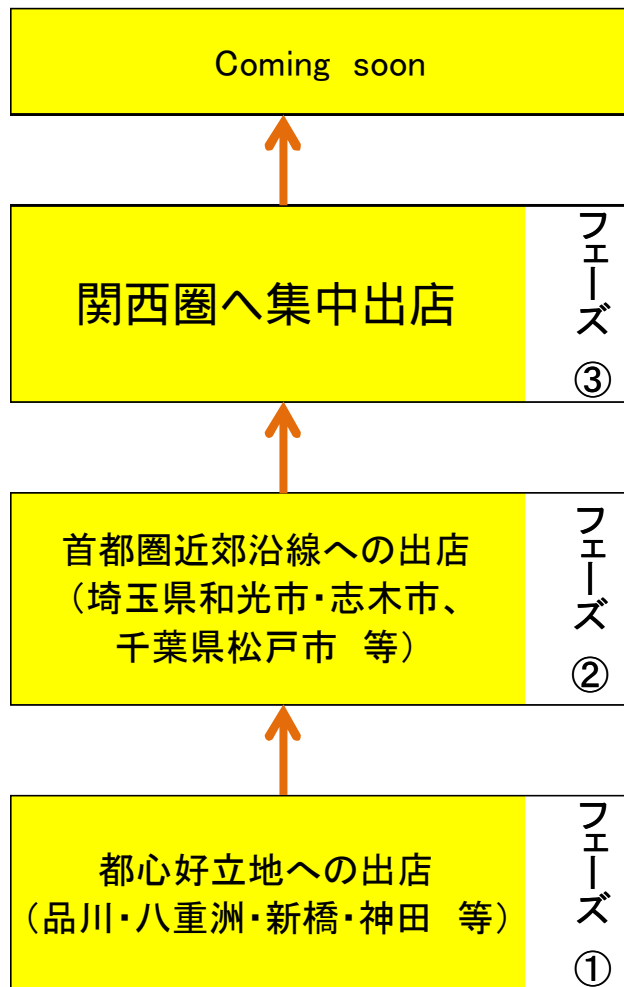 Coming soon
関西圏へ集中出店
フェーズ ③
首都圏近郊沿線への出店
（埼玉県和光市・志木市、
千葉県松戸市 等）
フェーズ ②
都心好立地への出店
（品川・八重洲・新橋・神田 等）
フェーズ ①